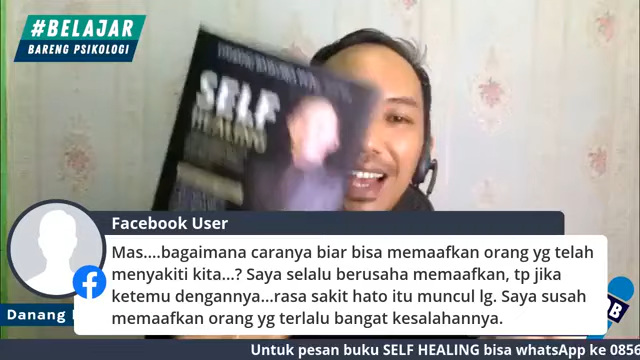 #BELAJAR
BARENG PSIKOLOGI
SELF
HEALING
Facebook User
Mas....bagaimana caranya biar bisa memaafkan orang yg telah
menyakiti kita...? Saya selalu berusaha memaafkan, tp jika
ketemu dengannya...rasa sakit hato itu muncul lg. Saya susah
memaafkan orang yg terlalu bangat kesalahannya.
Danang
Untuk pesan buku SELF HEALING bisa whatsApp ke 0856